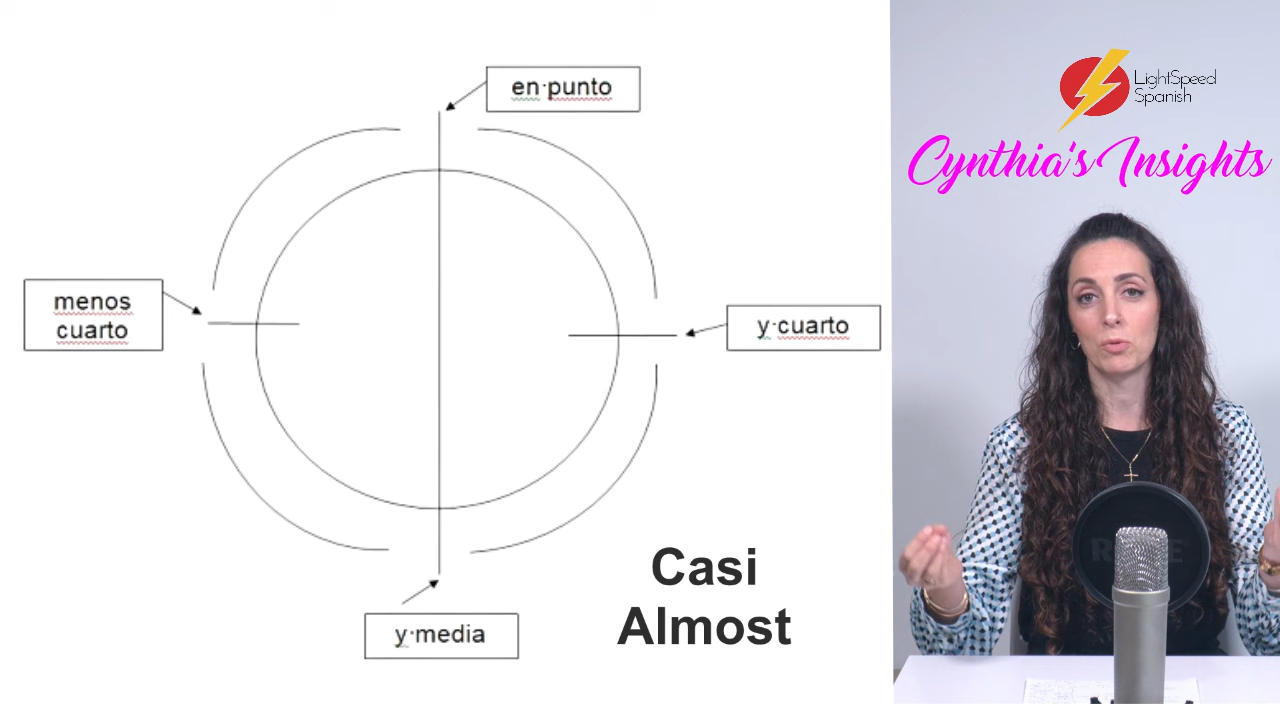 en·punto
menos
cuarto
y·cuarto
y·media
Casi
Almost
LightSpeed
Spanish
Cynthia's Insights